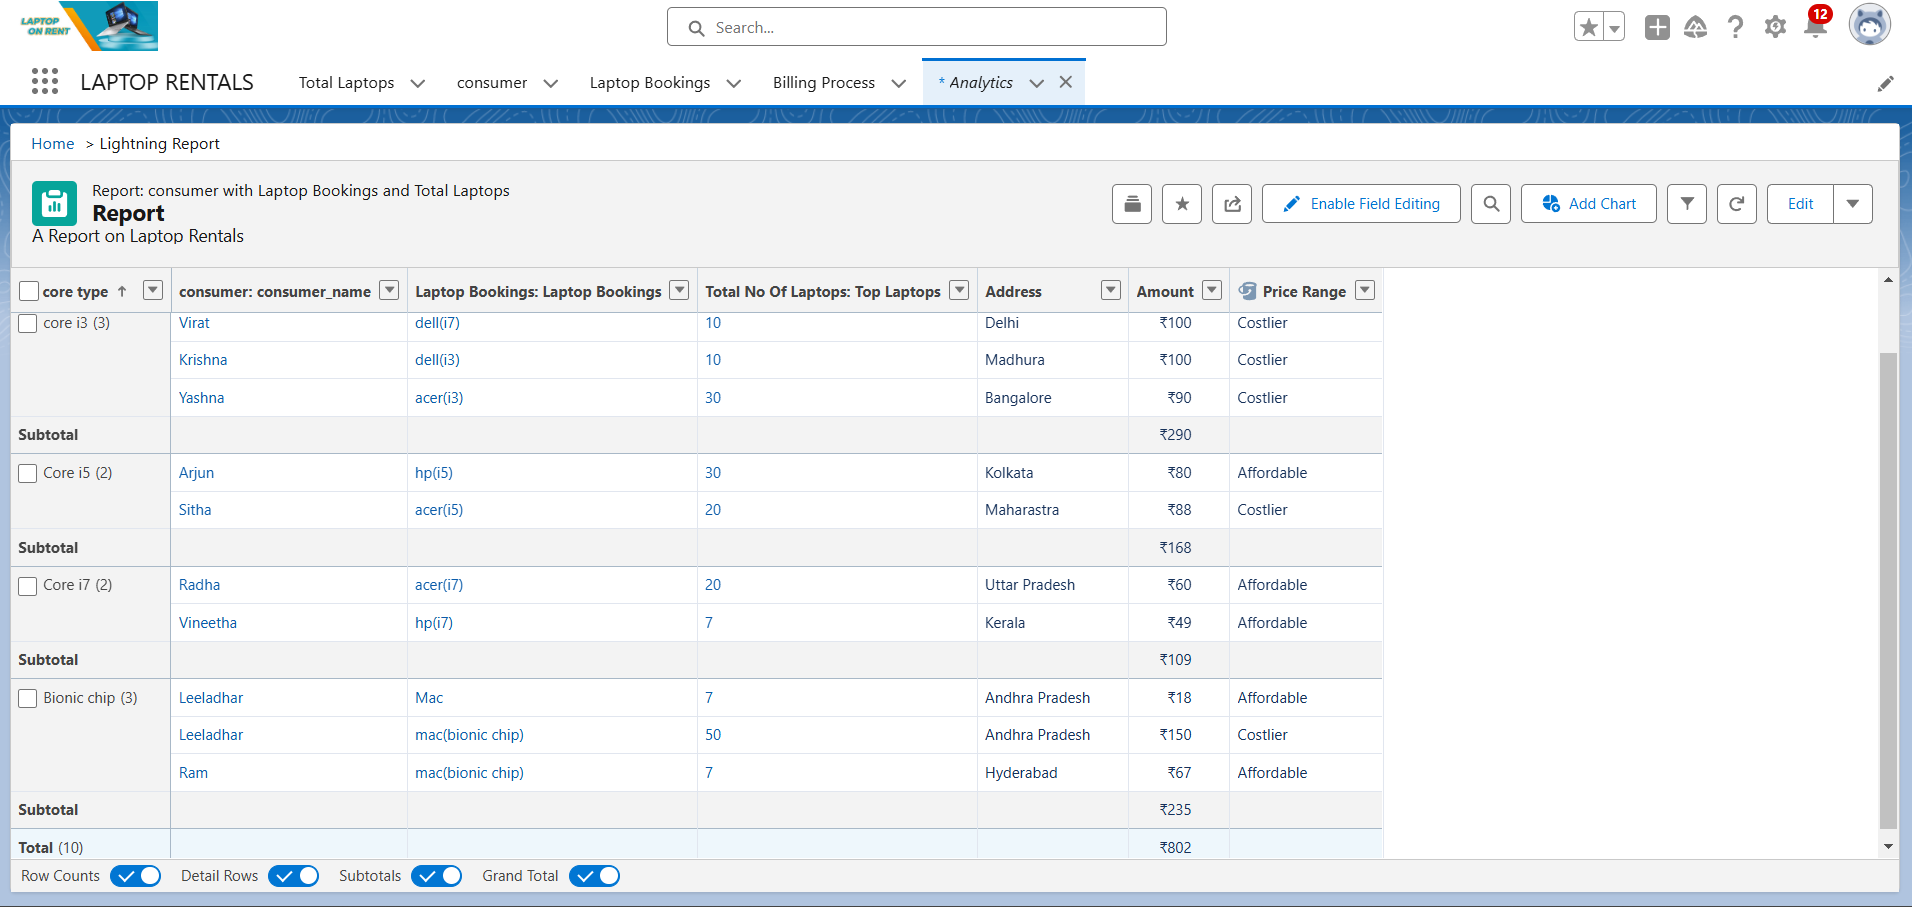 LAPTOP
ON RENT
Search...
12
LAPTOP RENTALS
Total Laptops
consumer
Laptop Bookings
Billing Process
* Analytics
Home > Lightning Report
Report: consumer with Laptop Bookings and Total Laptops
Report
A Report on Laptop Rentals
Enable Field Editing
Add Chart
Edit
core type ↑ consumer: consumer_name Laptop Bookings: Laptop Bookings Total No Of Laptops: Top Laptops Address Amount Price Range
core i3 (3) Virat dell(i7) 10 Delhi ₹100 Costlier
Krishna dell(i3) 10 Madhura ₹100 Costlier
Yashna acer(i3) 30 Bangalore ₹90 Costlier
Subtotal ₹290
Core i5 (2) Arjun hp(i5) 30 Kolkata ₹80 Affordable
Sitha acer(i5) 20 Maharastra ₹88 Costlier
Subtotal ₹168
Core i7 (2) Radha acer(i7) 20 Uttar Pradesh ₹60 Affordable
Vineetha hp(i7) 7 Kerala ₹49 Affordable
Subtotal ₹109
Bionic chip (3) Leeladhar Mac 7 Andhra Pradesh ₹18 Affordable
Leeladhar mac(bionic chip) 50 Andhra Pradesh ₹150 Costlier
Ram mac(bionic chip) 7 Hyderabad ₹67 Affordable
Subtotal ₹235
Total (10) ₹802
Row Counts Detail Rows Subtotals Grand Total